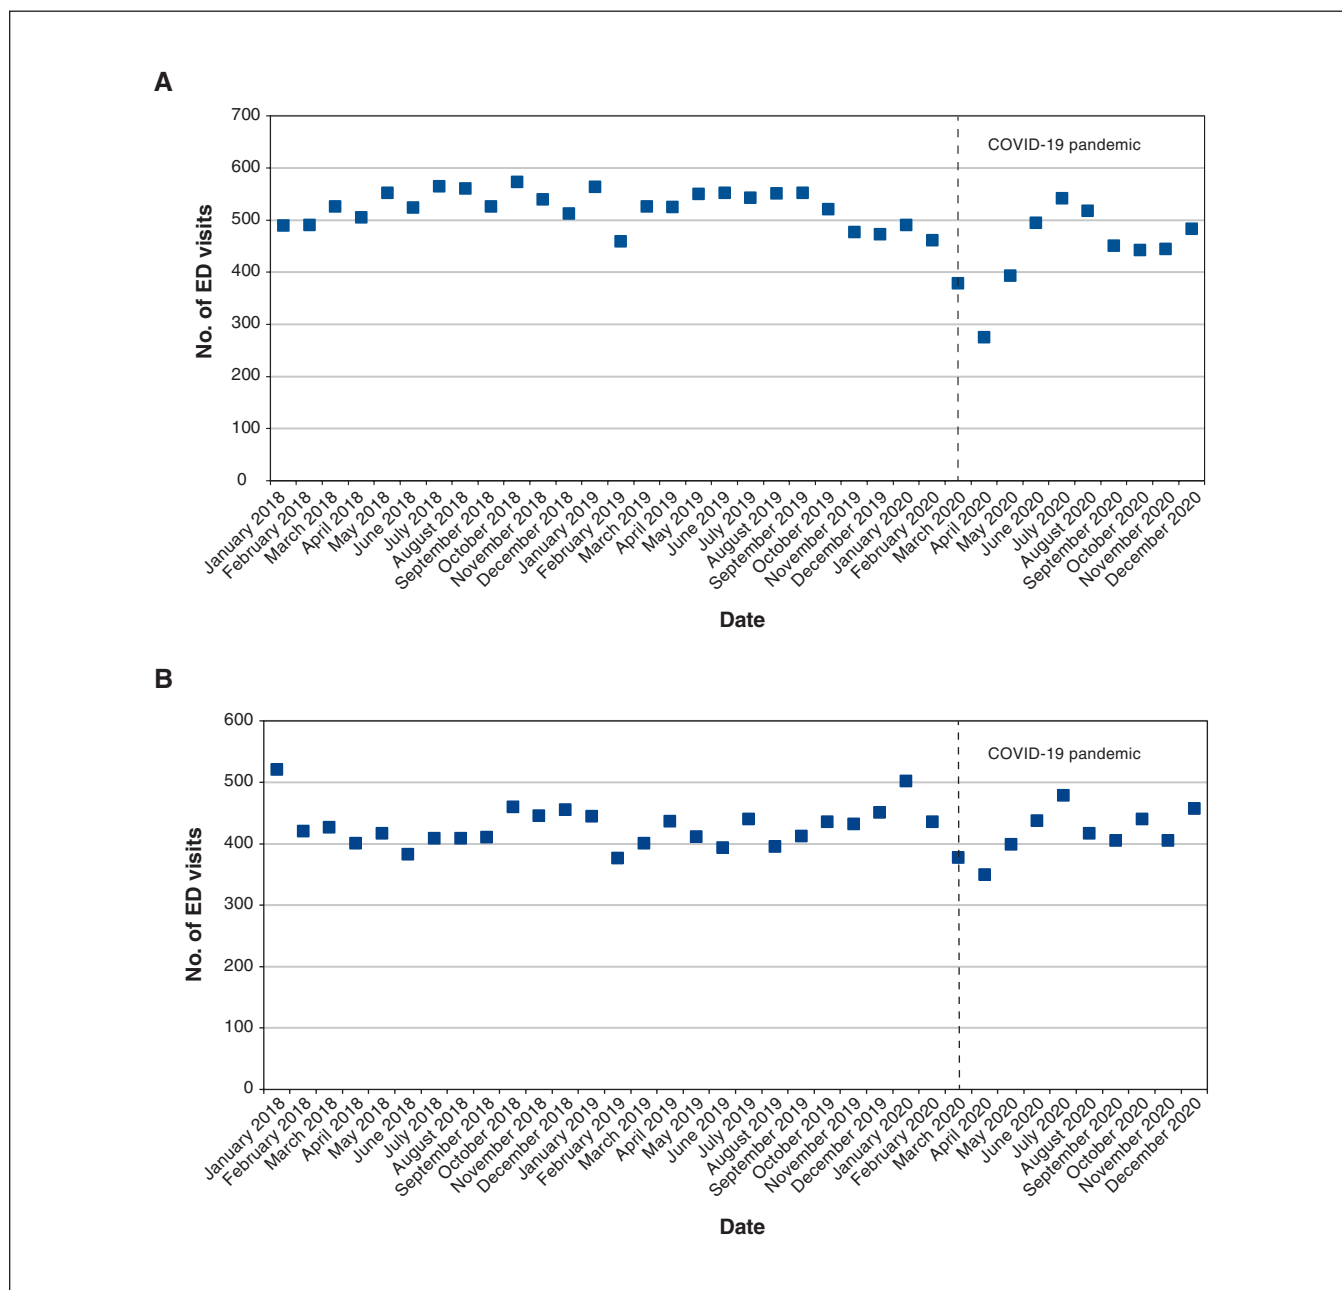 A
700
600
500
400
300
200
100
0
No. of ED visits
COVID-19 pandemic
January 2018
February 2018
March 2018
April 2018
May 2018
June 2018
July 2018
August 2018
September 2018
October 2018
November 2018
December 2018
January 2019
February 2019
March 2019
April 2019
May 2019
June 2019
July 2019
August 2019
September 2019
October 2019
November 2019
December 2019
January 2020
February 2020
March 2020
April 2020
May 2020
June 2020
July 2020
August 2020
September 2020
October 2020
November 2020
December 2020
Date
B
600
500
400
300
200
100
0
No. of ED visits
COVID-19 pandemic
January 2018
February 2018
March 2018
April 2018
May 2018
June 2018
July 2018
August 2018
September 2018
October 2018
November 2018
December 2018
January 2019
February 2019
March 2019
April 2019
May 2019
June 2019
July 2019
August 2019
September 2019
October 2019
November 2019
December 2019
January 2020
February 2020
March 2020
April 2020
May 2020
June 2020
July 2020
August 2020
September 2020
October 2020
November 2020
December 2020
Date